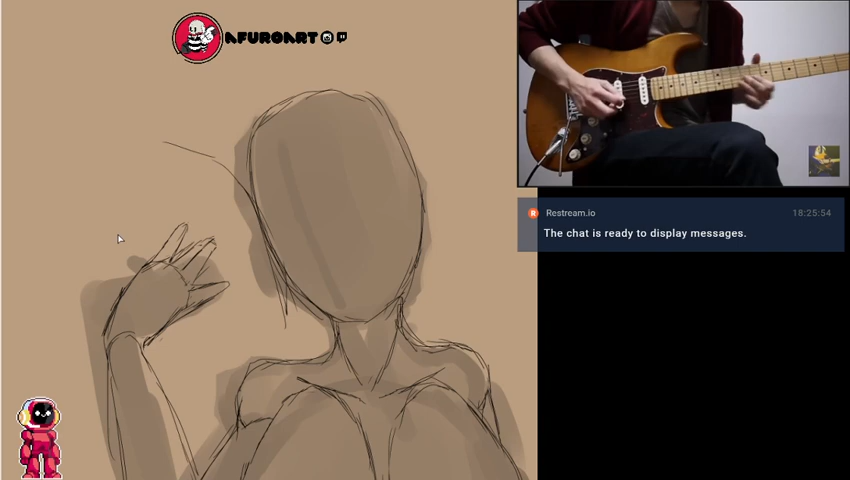 AFUROART
Restream.io 18:25:54
The chat is ready to display messages.